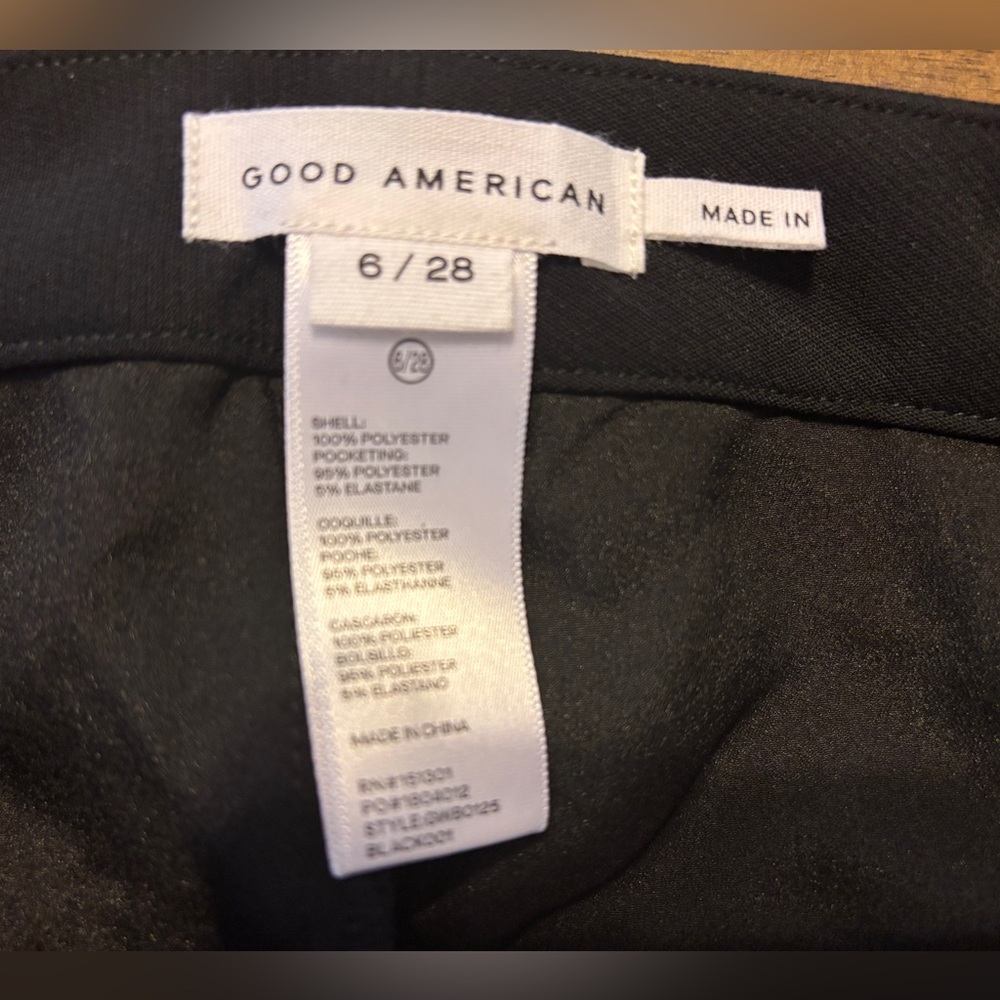 GOOD AMERICAN
MADE IN
6 / 28
6/28
SHELL:
100% POLYESTER
POCKETING:
95% POLYESTER
5% ELASTANE
COQUILLE:
100% POLYESTER
POCHE:
95% POLYESTER
5% ELASTHANNE
CASCARÓN:
100% POLIESTER
BOLSILLO:
95% POLIESTER
5% ELASTANO
MADE IN CHINA
RN#151301
PO#1804012
STYLE:GWB0125
BLACK001